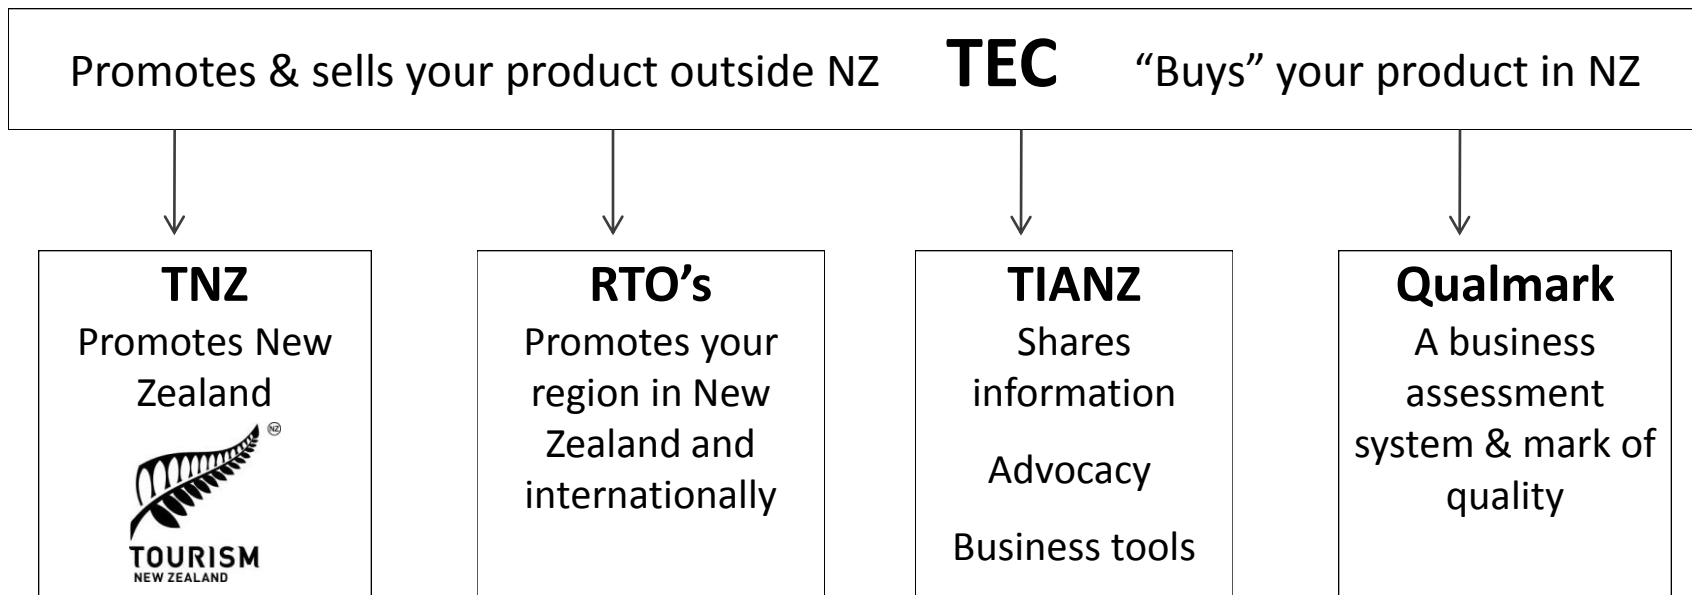 Promotes & sells your product outside NZ TEC “Buys” your product in NZ
TNZ
Promotes New
Zealand
NZ
TOURISM
NEW ZEALAND
RTO’s
Promotes your
region in New
Zealand and
internationally
TIANZ
Shares
information
Advocacy
Business tools
Qualmark
A business
assessment
system & mark of
quality